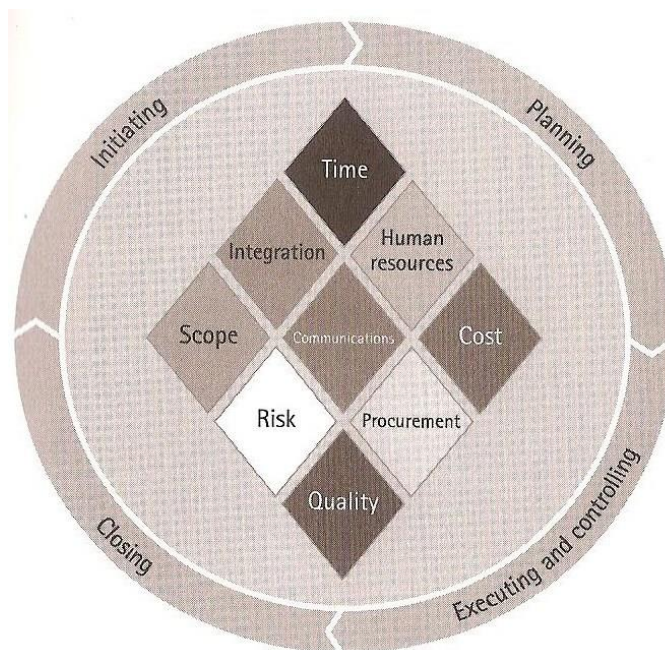 Initiating
Planning
Time
Integration
Human
resources
Scope
Communications
Cost
Risk
Procurement
Quality
Closing
Executing and controlling